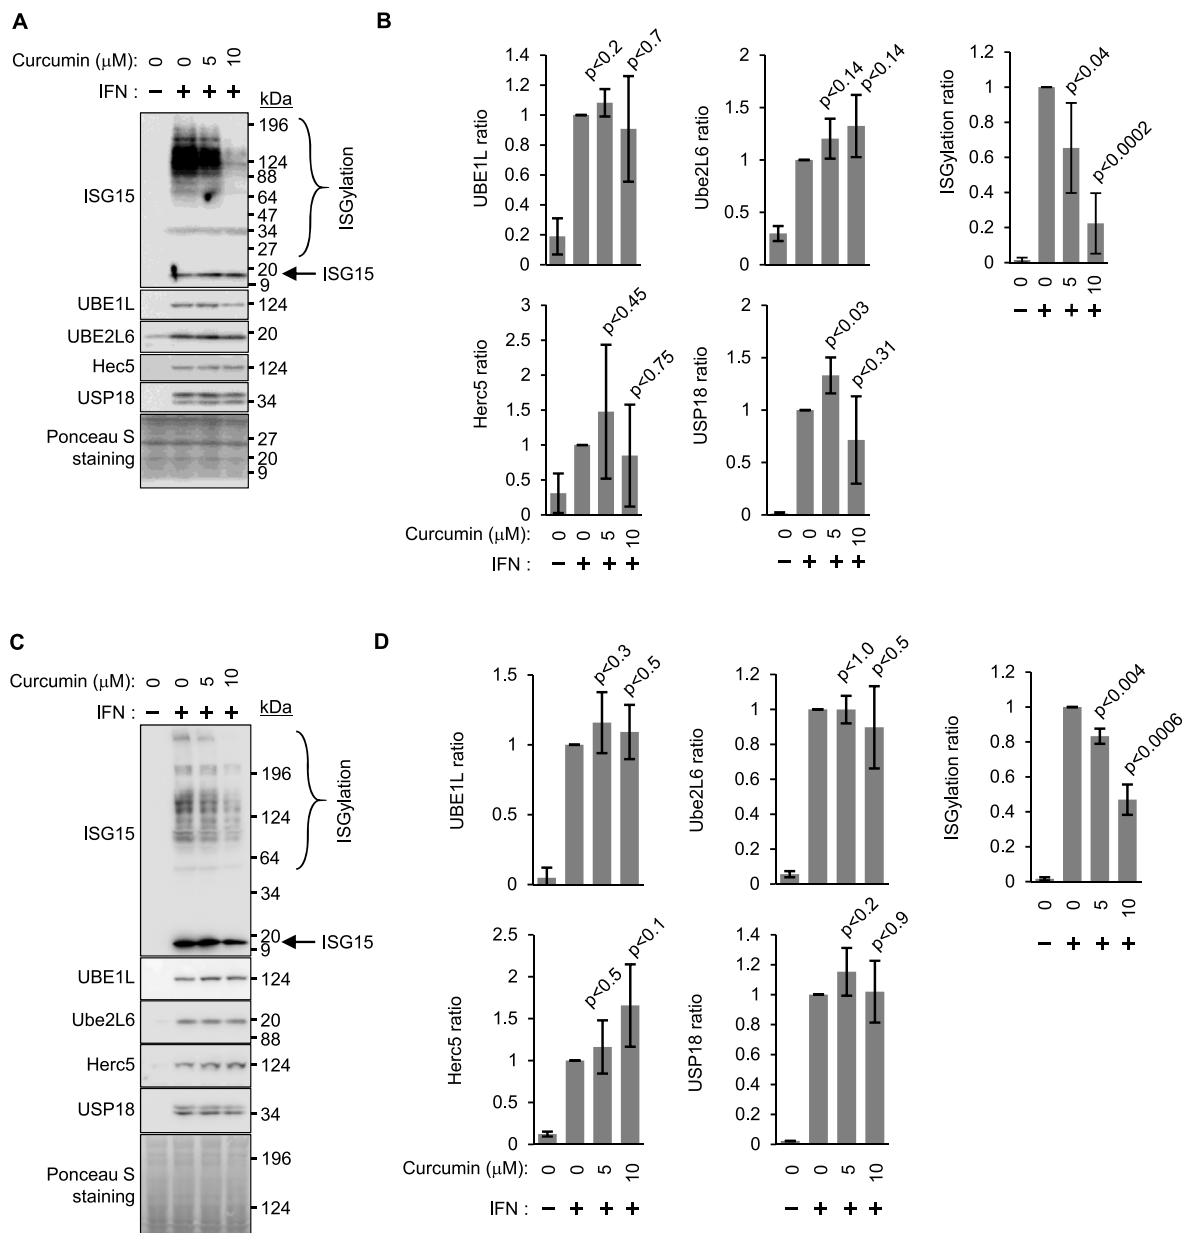 A
Curcumin (μM): 0 0 5 10
IFN : – + + +
kDa
ISG15
196
124
88
64
47
34
27
20
9
ISGylation
ISG15
UBE1L 124
UBE2L6 20
Hec5 124
USP18 34
Ponceau S
staining
27
20
9
B
UBE1L ratio
1.4
1.2
1
0.8
0.6
0.4
0.2
0
p<0.2
p<0.7
Ube2L6 ratio
2
1.5
1
0.5
0
p<0.14
p<0.14
ISGylation ratio
1.2
1
0.8
0.6
0.4
0.2
0
p<0.04
p<0.0002
0 0 5 10
– + + +
Herc5 ratio
3
2.5
2
1.5
1
0.5
0
p<0.45
p<0.75
USP18 ratio
2
1.5
1
0.5
0
p<0.03
p<0.31
Curcumin (μM): 0 0 5 10 0 0 5 10
IFN : – + + + – + + +
C
Curcumin (μM): 0 0 5 10
IFN : – + + +
kDa
ISG15
196
124
64
34
20
9
ISGylation
ISG15
UBE1L 124
Ube2L6 20
88
Herc5 124
USP18 34
Ponceau S
staining
196
124
D
UBE1L ratio
1.5
1
0.5
0
p<0.3
p<0.5
Ube2L6 ratio
1.2
1
0.8
0.6
0.4
0.2
0
p<1.0
p<0.5
ISGylation ratio
1.2
1
0.8
0.6
0.4
0.2
0
p<0.004
p<0.0006
0 0 5 10
– + + +
Herc5 ratio
2.5
2
1.5
1
0.5
0
p<0.5
p<0.1
USP18 ratio
1.4
1.2
1
0.8
0.6
0.4
0.2
0
p<0.2
p<0.9
Curcumin (μM): 0 0 5 10 0 0 5 10
IFN : – + + + – + + +